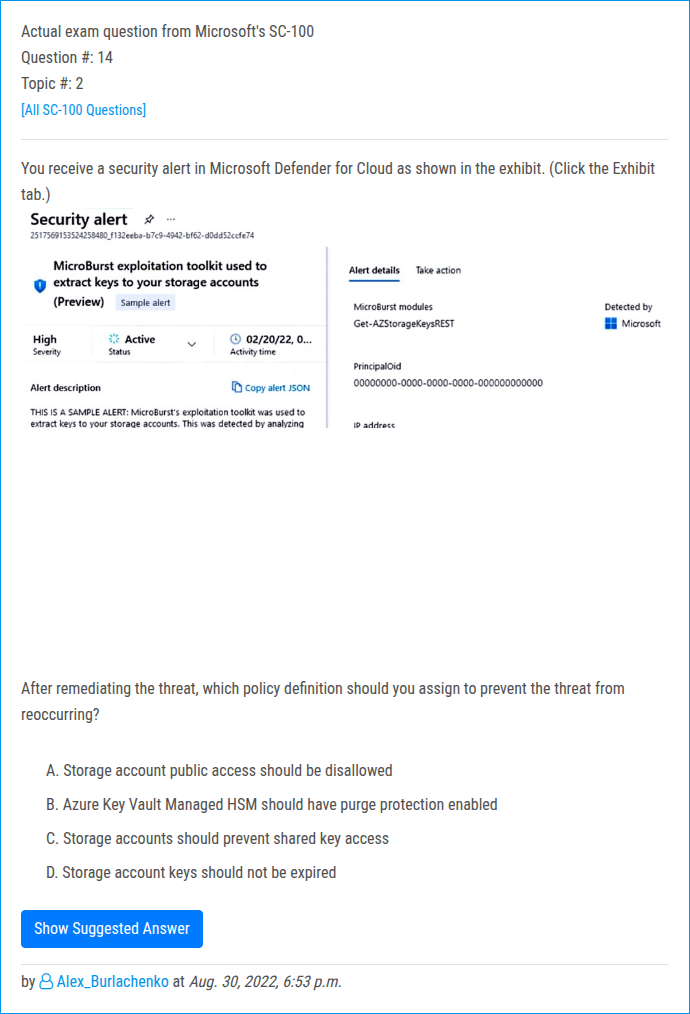 Actual exam question from Microsoft's SC-100
Question #: 14
Topic #: 2
[All SC-100 Questions]
You receive a security alert in Microsoft Defender for Cloud as shown in the exhibit. (Click the Exhibit
tab.)
Security alert ...
2517569153524258480_f132eeba-b7c9-4942-bf62-d0dd52ccfe74
MicroBurst exploitation toolkit used to
extract keys to your storage accounts
(Preview) Sample alert
High Active 02/20/22, 0...
Severity Status Activity time
Alert description Copy alert JSON
THIS IS A SAMPLE ALERT: MicroBurst's exploitation toolkit was used to
extract keys to your storage accounts. This was detected by analyzing
Alert details Take action
MicroBurst modules Detected by
Get-AZStorageKeysREST Microsoft
PrincipalOid
00000000-0000-0000-0000-000000000000
IP address
After remediating the threat, which policy definition should you assign to prevent the threat from
reoccurring?
A. Storage account public access should be disallowed
B. Azure Key Vault Managed HSM should have purge protection enabled
C. Storage accounts should prevent shared key access
D. Storage account keys should not be expired
Show Suggested Answer
by Alex_Burlachenko at Aug. 30, 2022, 6:53 p.m.